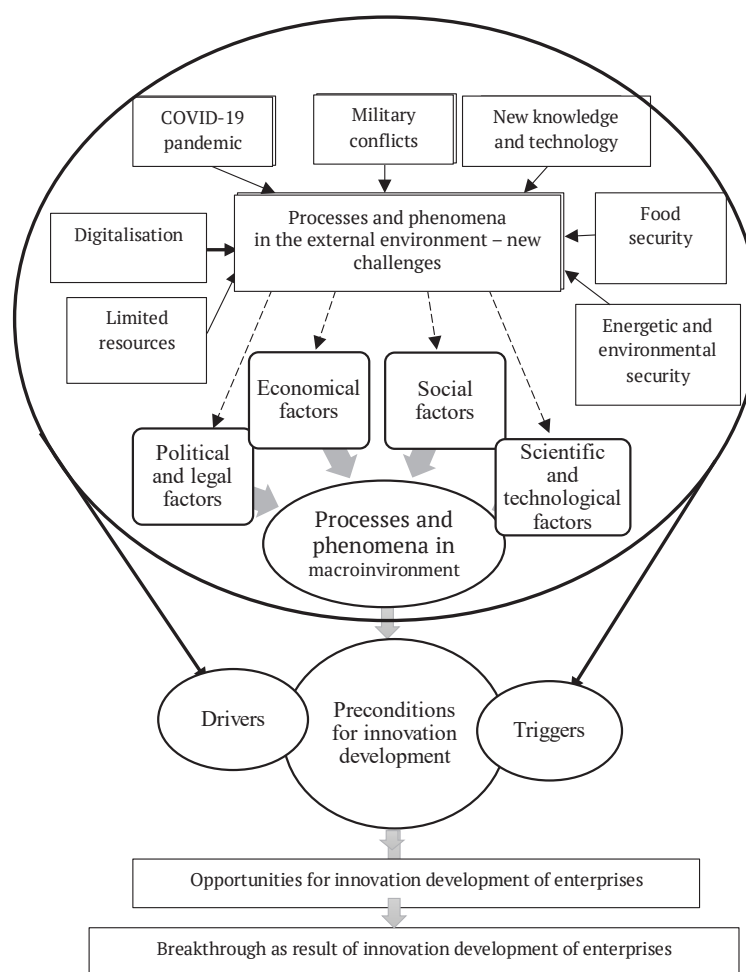 COVID-19
pandemic
Military
conflicts
New knowledge
and technology
Digitalisation
Processes and phenomena
in the external environment – new
challenges
Food
security
Limited
resources
Energetic and
environmental
security
Economical
factors
Social
factors
Political
and legal
factors
Scientific
and
technological
factors
Processes and
phenomena in
macroinvironment
Drivers
Preconditions
for innovation
development
Triggers
Opportunities for innovation development of enterprises
Breakthrough as result of innovation development of enterprises